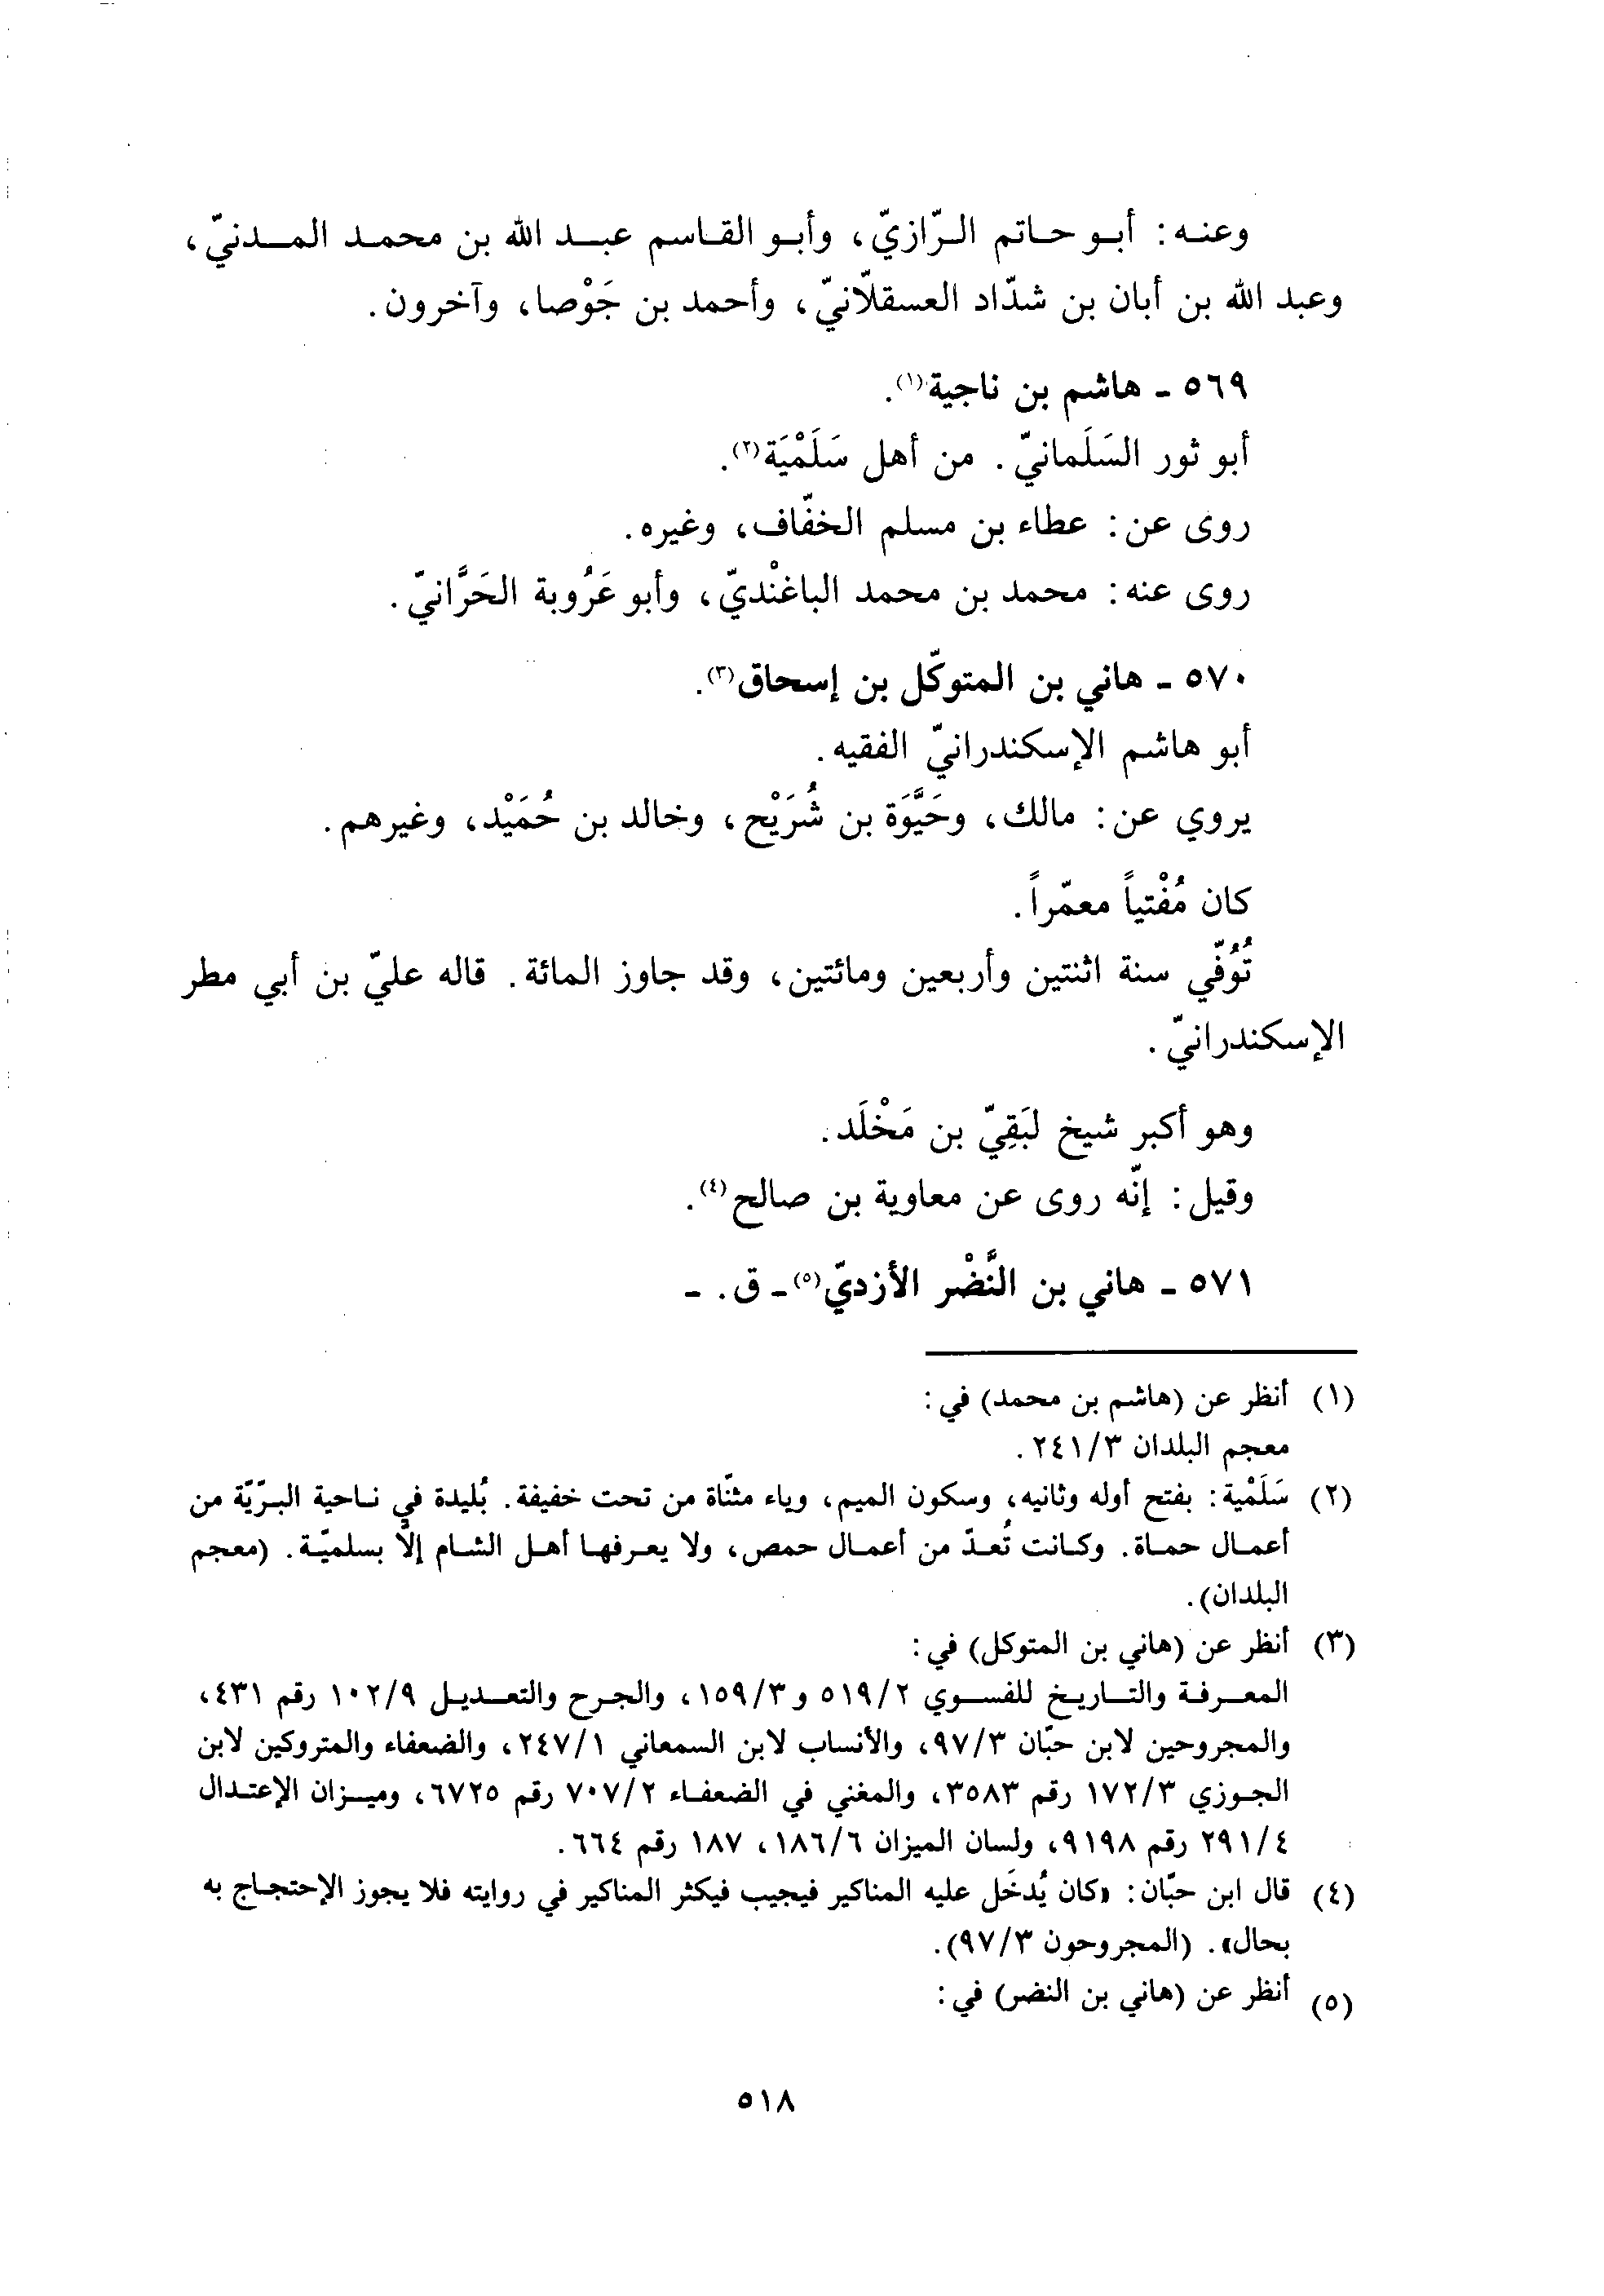 وعنه: أبو حاتم الرّازيّ، وأبو القاسم عبد الله بن محمد المدنيّ،
وعبد الله بن أبان بن شدّاد العسقلاّنيّ، وأحمد بن جَوْصا، وآخرون.
٥٦٩ - هاشم بن ناجية(١).
أبو ثور السَلَمانيّ. من أهل سَلَمْيَة(٢).
روى عن: عطاء بن مسلم الخفّاف، وغيره.
روى عنه: محمد بن محمد الباغنْديّ، وأبو عَرُوبة الحَرَّانيّ.
٥٧٠ - هاني بن المتوكّل بن إسحاق(٣).
أبو هاشم الإسكندرانيّ الفقيه.
يروي عن: مالك، وحَيَّوَة بن شُرَيْح، وخالد بن حُمَيْد، وغيرهم.
كان مُفْتياً معمّراً.
تُوُفّي سنة اثنتين وأربعين ومائتين، وقد جاوز المائة. قاله عليّ بن أبي مطر
الإسكندرانيّ.
وهو أكبر شيخ لبَقِيّ بن مَخْلَد.
وقيل: إنّه روى عن معاوية بن صالح(٤).
٥٧١ - هاني بن النَّضْر الأزديّ(٥) - ق. -
(١) أنظر عن (هاشم بن محمد) في:
معجم البلدان ٢٤١/٣.
(٢) سَلَمْية: بفتح أوله وثانيه، وسكون الميم، وياء مثنّاة من تحت خفيفة. بُليدة في ناحية البرّيّة من
أعمال حماة. وكانت تُعدّ من أعمال حمص، ولا يعرفها أهل الشام إلّا بسلميّة. (معجم
البلدان).
(٣) أنظر عن (هاني بن المتوكل) في:
المعرفة والتاريخ للفسوي ٥١٩/٢ و١٥٩/٣، والجرح والتعديل ١٠٢/٩ رقم ٤٣١،
والمجروحين لابن حبّان ٩٧/٣، والأنساب لابن السمعاني ٢٤٧/١، والضعفاء والمتروكين لابن
الجوزي ١٧٢/٣ رقم ٣٥٨٣، والمغني في الضعفاء ٧٠٧/٢ رقم ٦٧٢٥، وميزان الإعتدال
٢٩١/٤ رقم ٩١٩٨، ولسان الميزان ١٨٦/٦، ١٨٧ رقم ٦٦٤.
(٤) قال ابن حبّان: «كان يُدخَل عليه المناكير فيجيب فيكثر المناكير في روايته فلا يجوز الإحتجاج به
بحال». (المجروحون ٩٧/٣).
(٥) أنظر عن (هاني بن النضر) في:
٥١٨